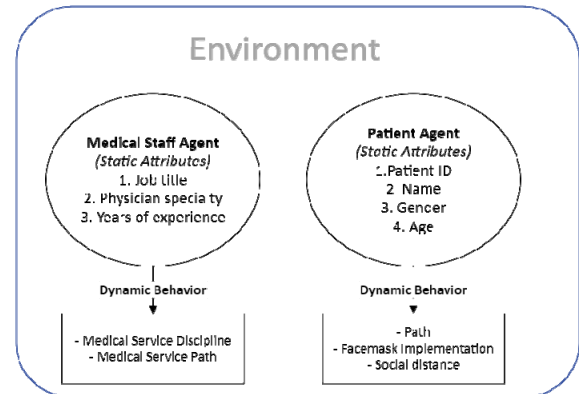 Environment
Medical Staff Agent
(Static Attributes)
1. Job title
2. Physician specialty
3. Years of experience
Dynamic Behavior
- Medical Service Discipline
- Medical Service Path
Patient Agent
(Static Attributes)
1.Patient ID
2 Name
3. Gender
4. Age
Dynamic Behavior
- Path
- Facemask Implementation
- Social distance